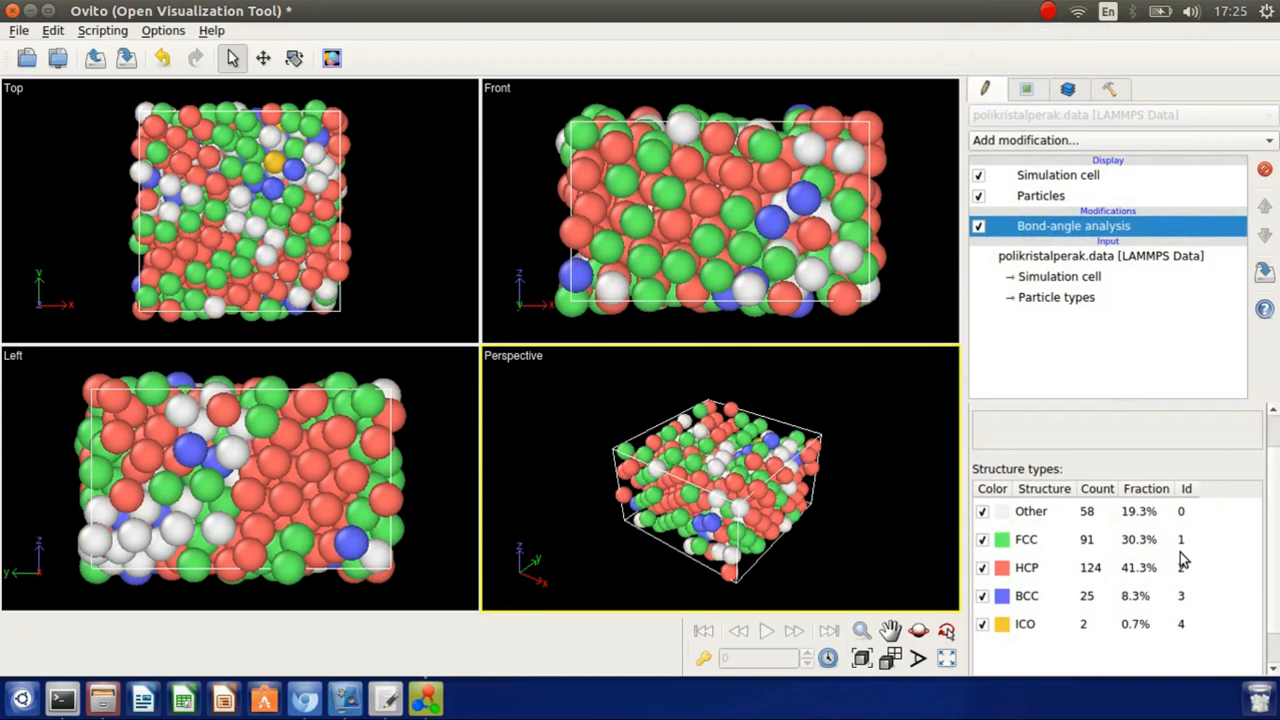 Ovito (Open Visualization Tool) *
En
17:25
File Edit Scripting Options Help
Top
Front
Left
Perspective
y
x
z
z
x
z
y
z
y
x
polikristalperak.data [LAMMPS Data]
Add modification...
Display
Simulation cell
Particles
Modifications
Bond-angle analysis
Input
polikristalperak.data [LAMMPS Data]
→ Simulation cell
→ Particle types
Structure types:
Color Structure Count Fraction Id
Other 58 19.3% 0
FCC 91 30.3% 1
HCP 124 41.3% 2
BCC 25 8.3% 3
ICO 2 0.7% 4
0